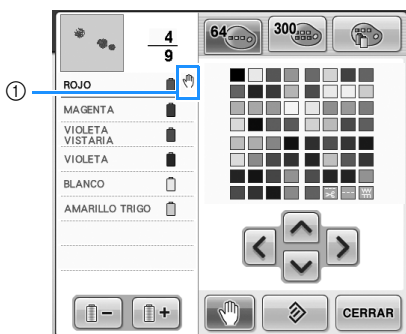 4
9
64
300
①
ROJO
MAGENTA
VIOLETA
VISTARIA
VIOLETA
BLANCO
AMARILLO TRIGO
CERRAR